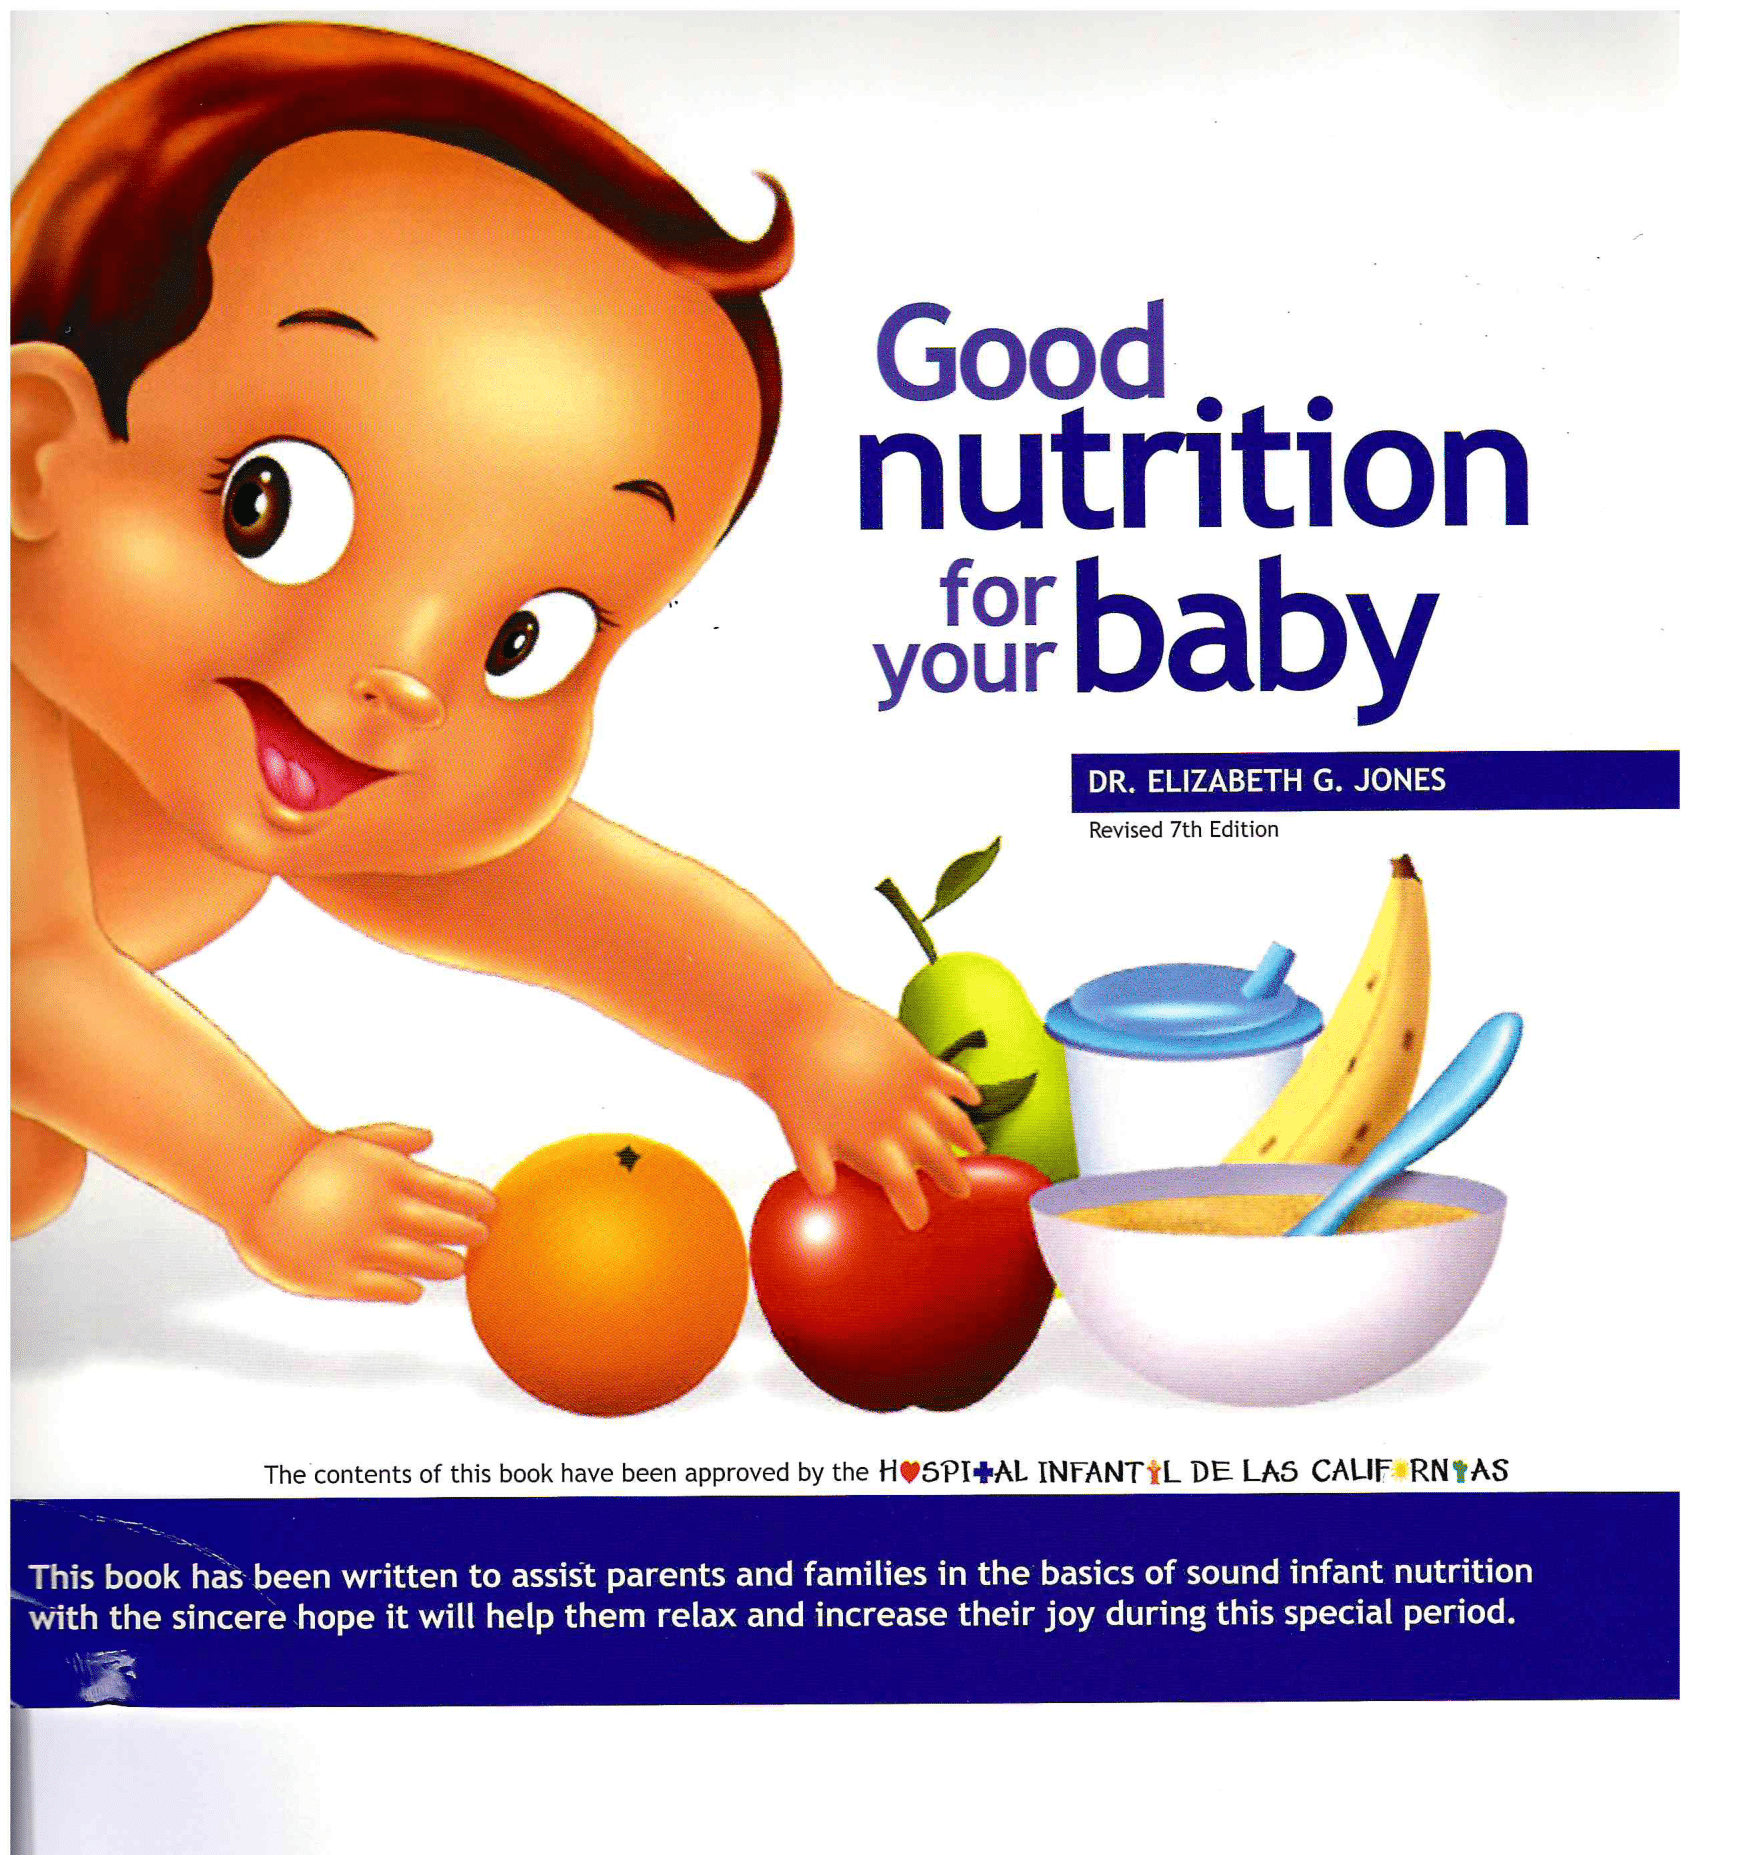 Good
nutrition
for
your baby
DR. ELIZABETH G. JONES
Revised 7th Edition
The contents of this book have been approved by the HOSPITAL INFANTIL DE LAS CALIFORNIAS
This book has been written to assist parents and families in the basics of sound infant nutrition
with the sincere hope it will help them relax and increase their joy during this special period.